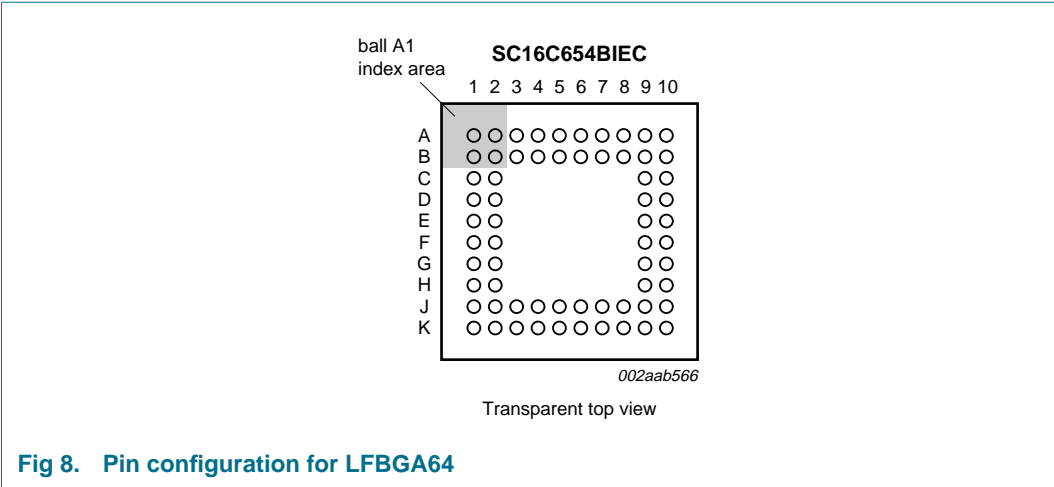 ball A1
index area
SC16C654BIEC
1 2 3 4 5 6 7 8 9 10
A
B
C
D
E
F
G
H
J
K
002aab566
Transparent top view
Fig 8. Pin configuration for LFBGA64